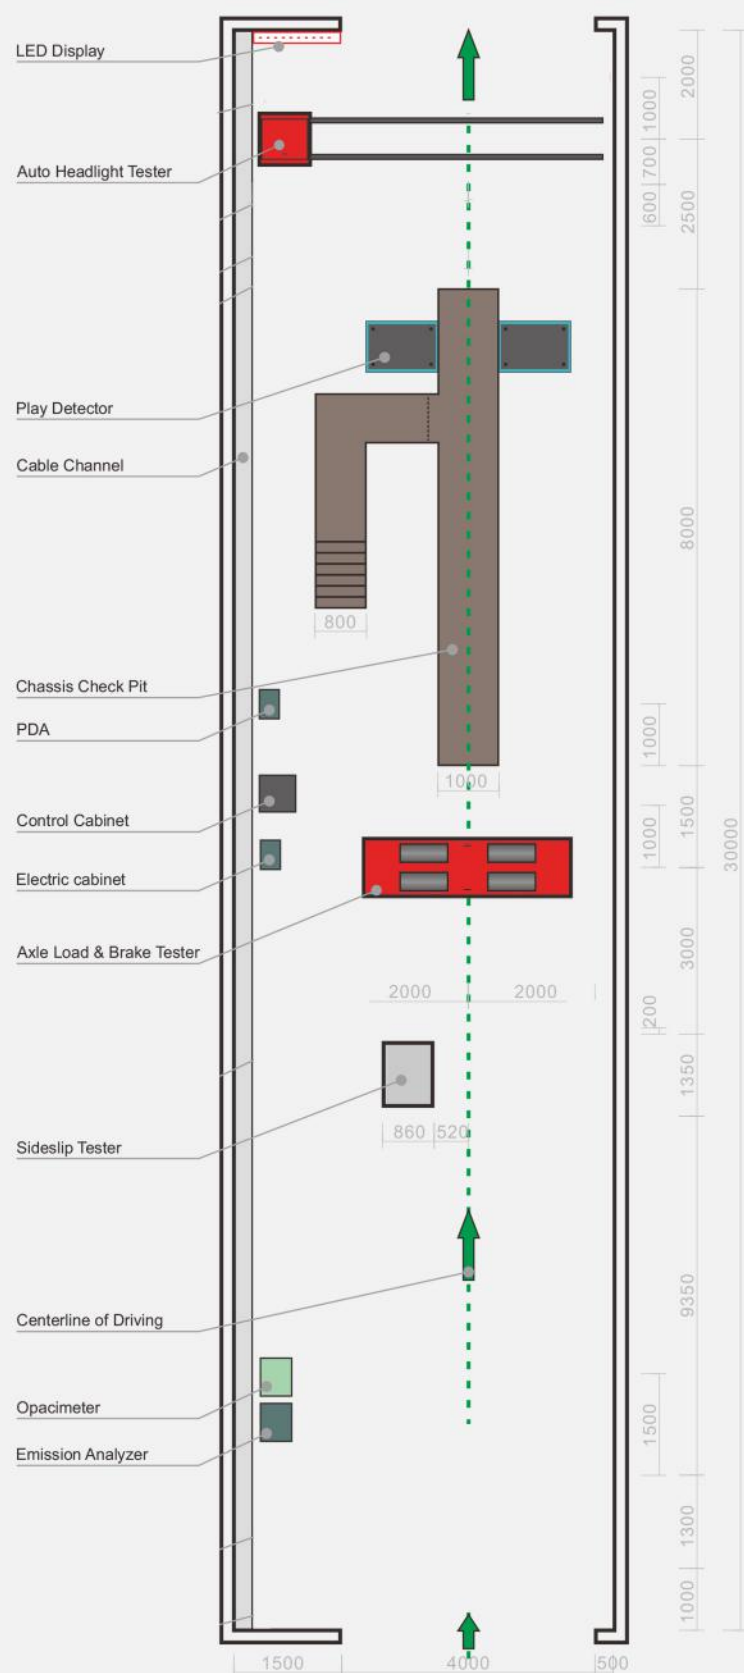 LED Display
Auto Headlight Tester
Play Detector
Cable Channel
800
Chassis Check Pit
PDA
1000
Control Cabinet
Electric cabinet
Axle Load & Brake Tester
2000
2000
Sideslip Tester
860
520
Centerline of Driving
Opacimeter
Emission Analyzer
1500
4000
500
1000
700
600
1000
1000
200
1500
2000
2500
8000
1500
3000
1350
9350
1300
1000
30000